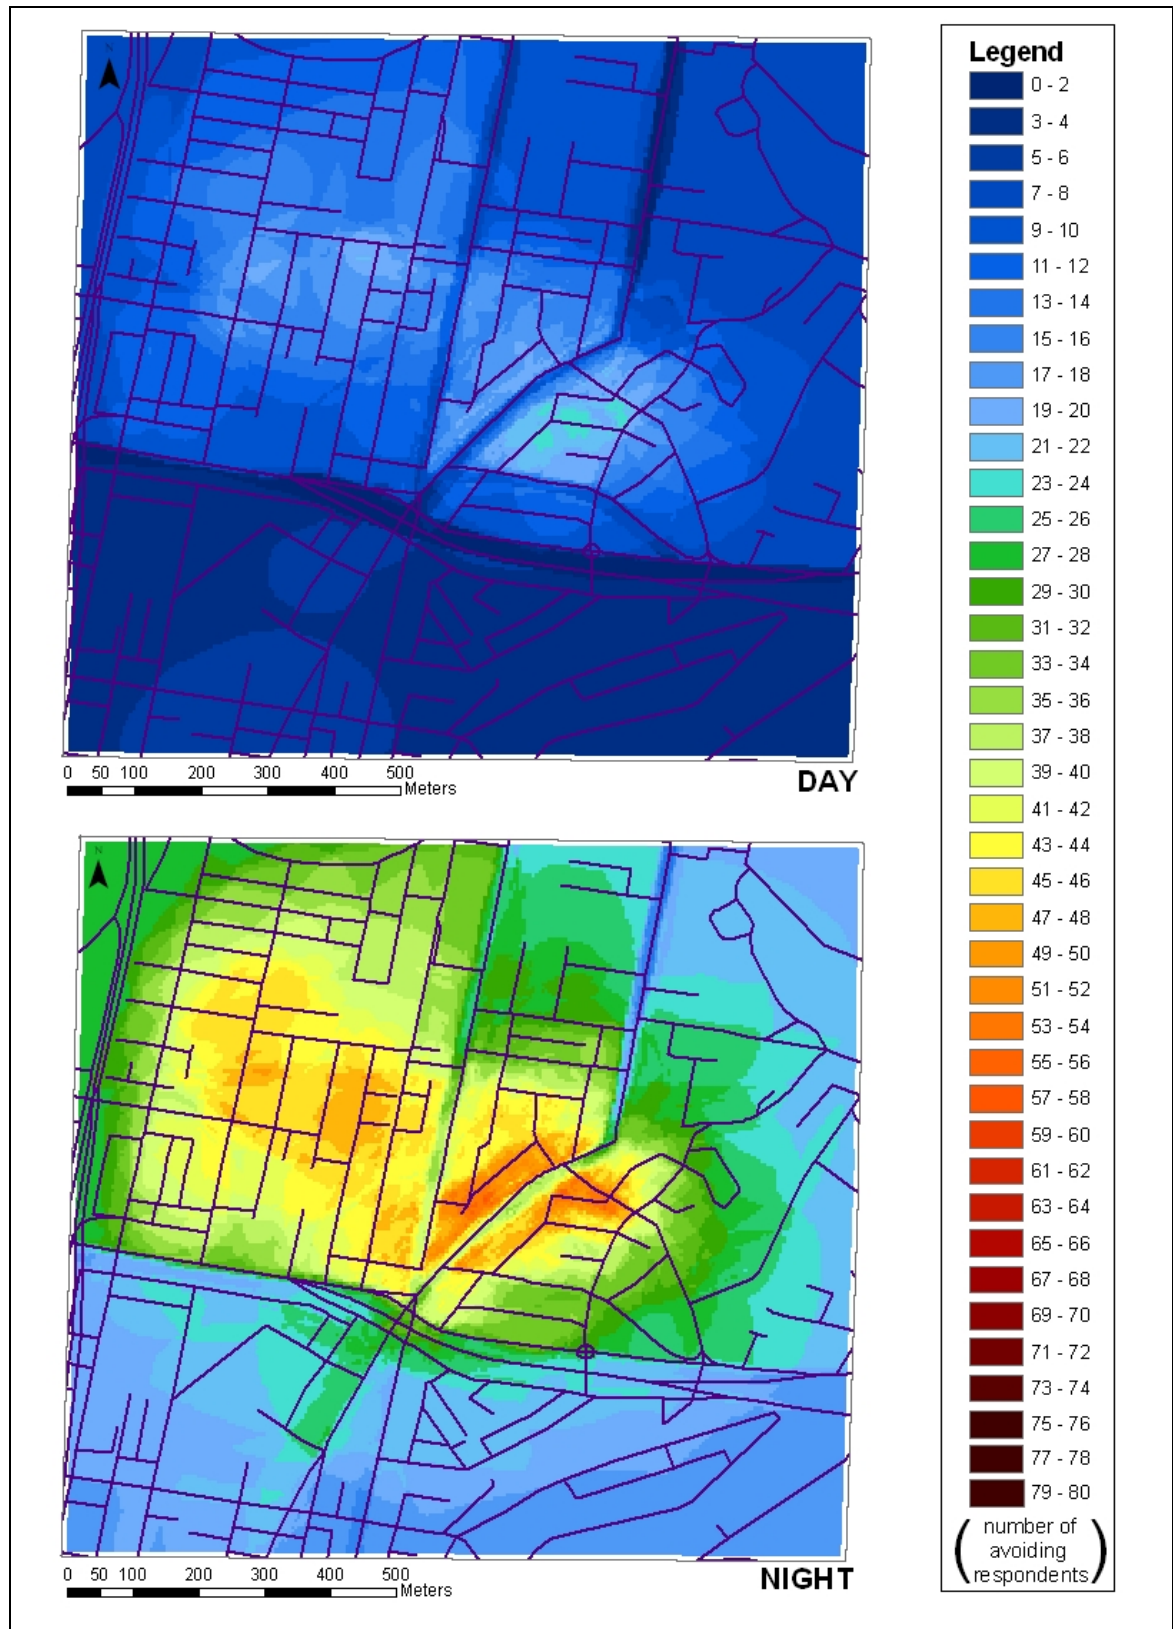 N
0 50 100 200 300 400 500
Meters
DAY
N
0 50 100 200 300 400 500
Meters
NIGHT
Legend
0 - 2
3 - 4
5 - 6
7 - 8
9 - 10
11 - 12
13 - 14
15 - 16
17 - 18
19 - 20
21 - 22
23 - 24
25 - 26
27 - 28
29 - 30
31 - 32
33 - 34
35 - 36
37 - 38
39 - 40
41 - 42
43 - 44
45 - 46
47 - 48
49 - 50
51 - 52
53 - 54
55 - 56
57 - 58
59 - 60
61 - 62
63 - 64
65 - 66
67 - 68
69 - 70
71 - 72
73 - 74
75 - 76
77 - 78
79 - 80
( number of
avoiding
respondents )